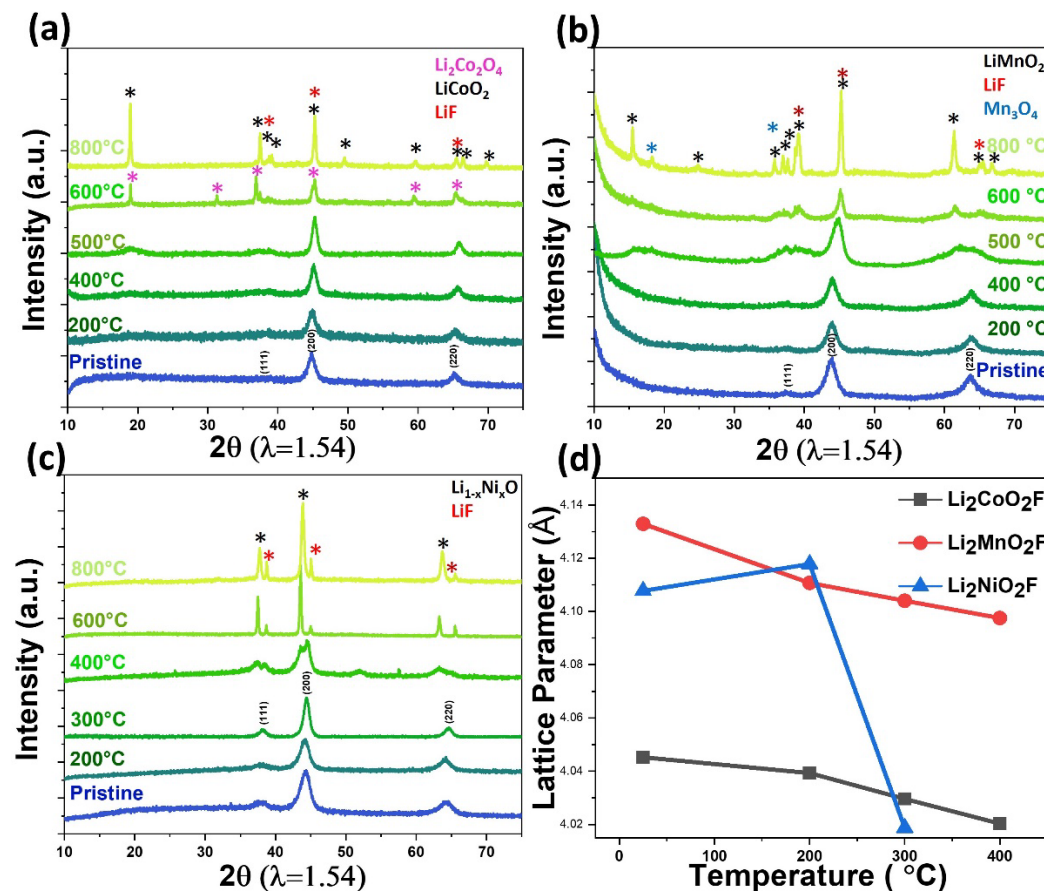 (a)
Intensity (a.u.)
Li₂Co₂O₄
LiCoO₂
LiF
800°C
600°C
500°C
400°C
200°C
Pristine
(111)
(200)
(220)
10 20 30 40 50 60 70
2θ (λ=1.54)
(b)
Intensity (a.u.)
LiMnO₂
LiF
Mn₃O₄
800 °C
600 °C
500 °C
400 °C
200 °C
Pristine
(111)
(200)
(220)
10 20 30 40 50 60 70
2θ (λ=1.54)
(c)
Intensity (a.u.)
Li₁₋ₓNiₓO
LiF
800°C
600°C
400°C
300°C
200°C
Pristine
(111)
(200)
(220)
10 20 30 40 50 60 70
2θ (λ=1.54)
(d)
Lattice Parameter (Å)
4.14
4.12
4.10
4.08
4.06
4.04
4.02
Li₂CoO₂F
Li₂MnO₂F
Li₂NiO₂F
0 100 200 300 400
Temperature ( °C)